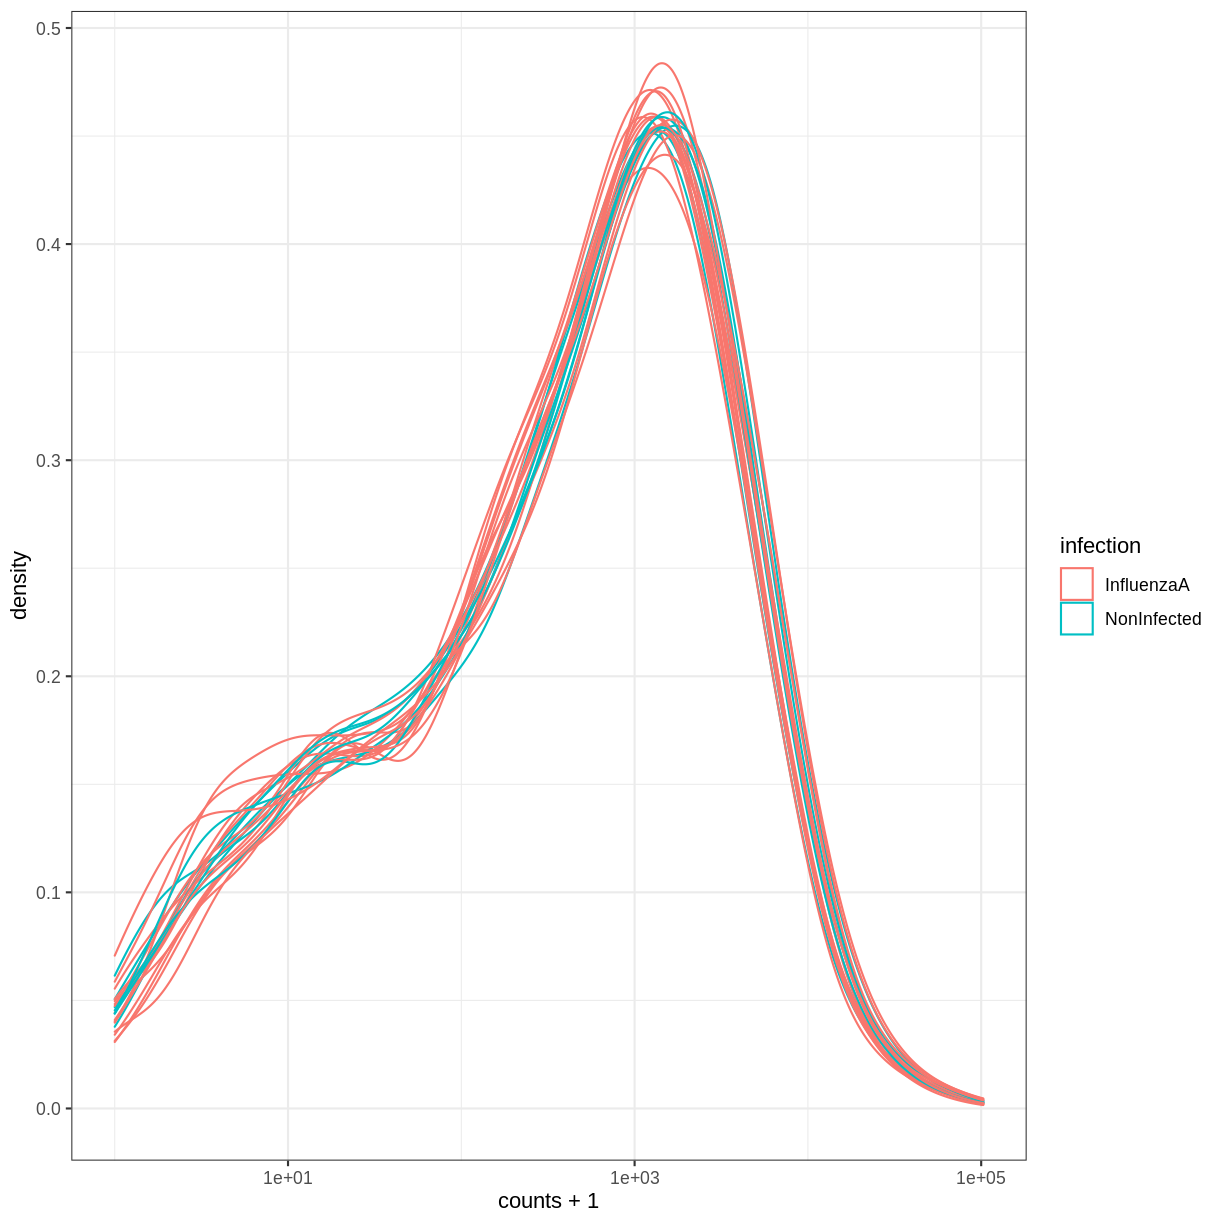 0.5
0.4
0.3
0.2
0.1
0.0
density
1e+01 1e+03 1e+05
counts + 1
infection
InfluenzaA
NonInfected